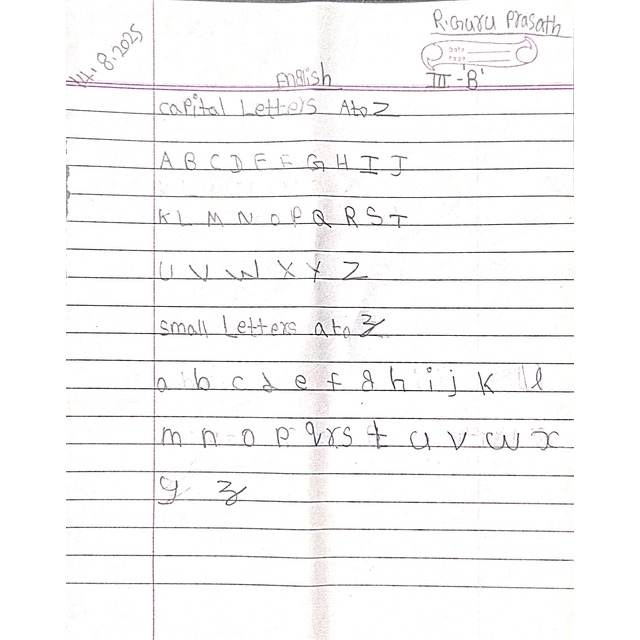 R. Guru Prasath
14.8.2025
III-'B'
English
capital Letters A to Z
A B C D E F G H I J
K L M N O P Q R S T
U V W X Y Z
small Letters a to z
a b c d e f g h i j k l
m n o p q r s t u v w x
y z